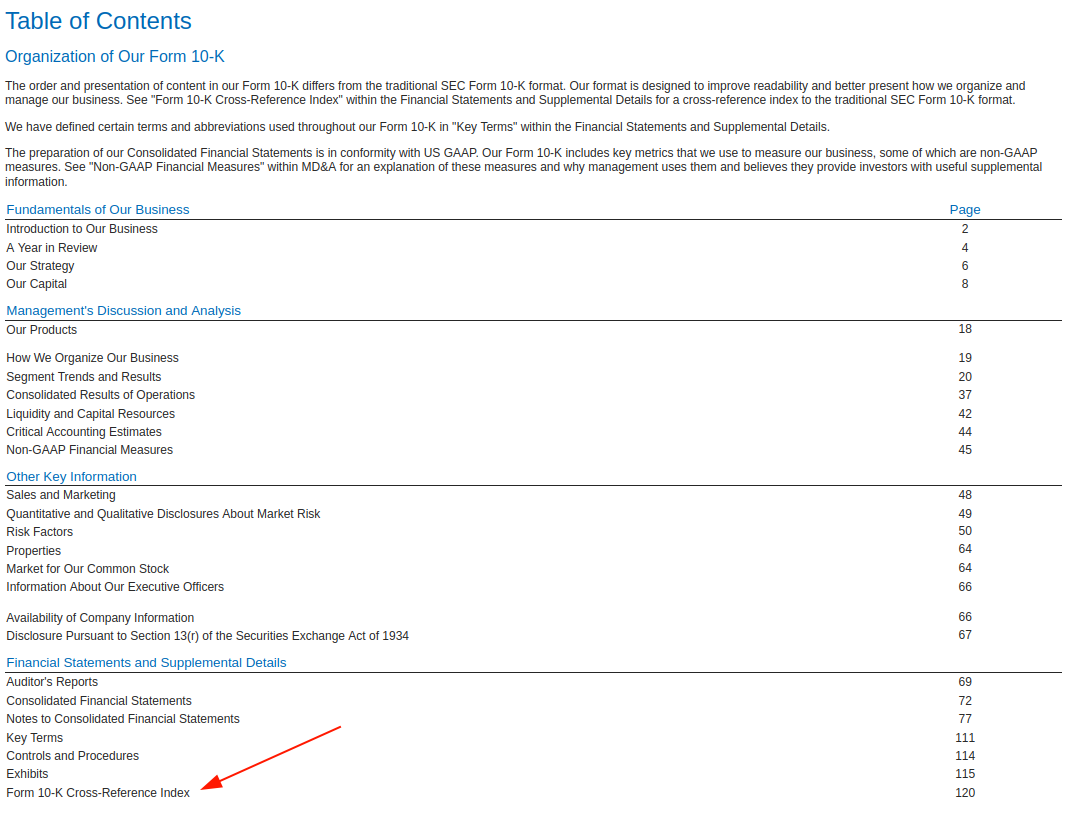 Table of Contents
Organization of Our Form 10-K
The order and presentation of content in our Form 10-K differs from the traditional SEC Form 10-K format. Our format is designed to improve readability and better present how we organize and
manage our business. See "Form 10-K Cross-Reference Index" within the Financial Statements and Supplemental Details for a cross-reference index to the traditional SEC Form 10-K format.
We have defined certain terms and abbreviations used throughout our Form 10-K in "Key Terms" within the Financial Statements and Supplemental Details.
The preparation of our Consolidated Financial Statements is in conformity with US GAAP. Our Form 10-K includes key metrics that we use to measure our business, some of which are non-GAAP
measures. See "Non-GAAP Financial Measures" within MD&A for an explanation of these measures and why management uses them and believes they provide investors with useful supplemental
information.
Fundamentals of Our Business Page
Introduction to Our Business 2
A Year in Review 4
Our Strategy 6
Our Capital 8
Management's Discussion and Analysis
Our Products 18
How We Organize Our Business 19
Segment Trends and Results 20
Consolidated Results of Operations 37
Liquidity and Capital Resources 42
Critical Accounting Estimates 44
Non-GAAP Financial Measures 45
Other Key Information
Sales and Marketing 48
Quantitative and Qualitative Disclosures About Market Risk 49
Risk Factors 50
Properties 64
Market for Our Common Stock 64
Information About Our Executive Officers 66
Availability of Company Information 66
Disclosure Pursuant to Section 13(r) of the Securities Exchange Act of 1934 67
Financial Statements and Supplemental Details
Auditor's Reports 69
Consolidated Financial Statements 72
Notes to Consolidated Financial Statements 77
Key Terms 111
Controls and Procedures 114
Exhibits 115
Form 10-K Cross-Reference Index 120